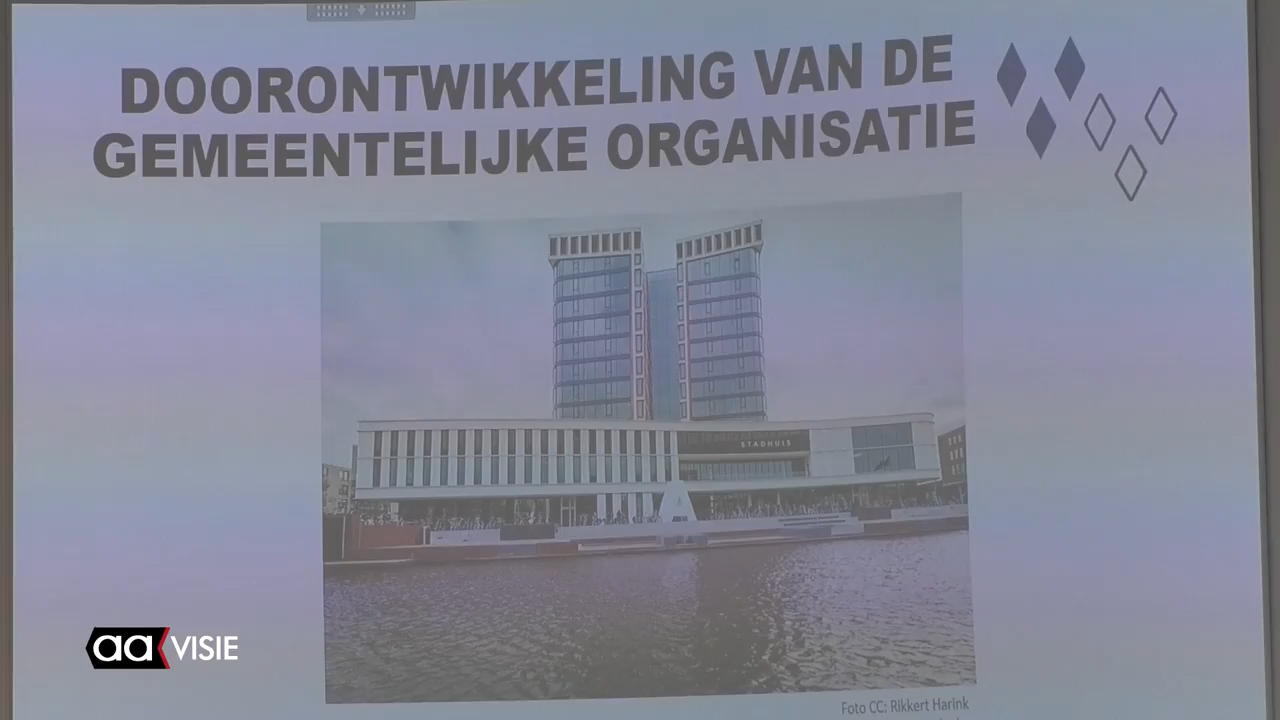 DOORONTWIKKELING VAN DE
GEMEENTELIJKE ORGANISATIE
STADHUIS
aa VISIE
Foto CC: Rikkert Harink